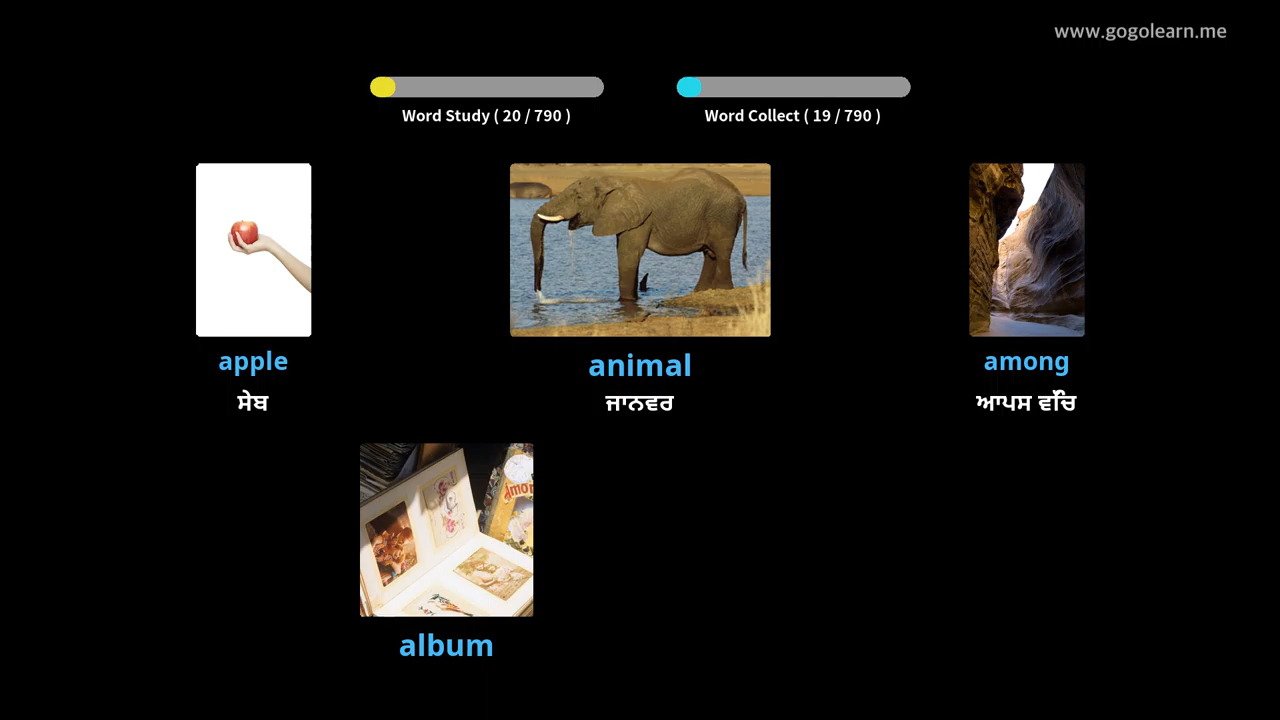 www.gogolearn.me
Word Study ( 20 / 790 )
Word Collect ( 19 / 790 )
apple
animal
among
ਸੇਬ
ਜਾਨਵਰ
ਆਪਸ ਵਿੱਚ
album